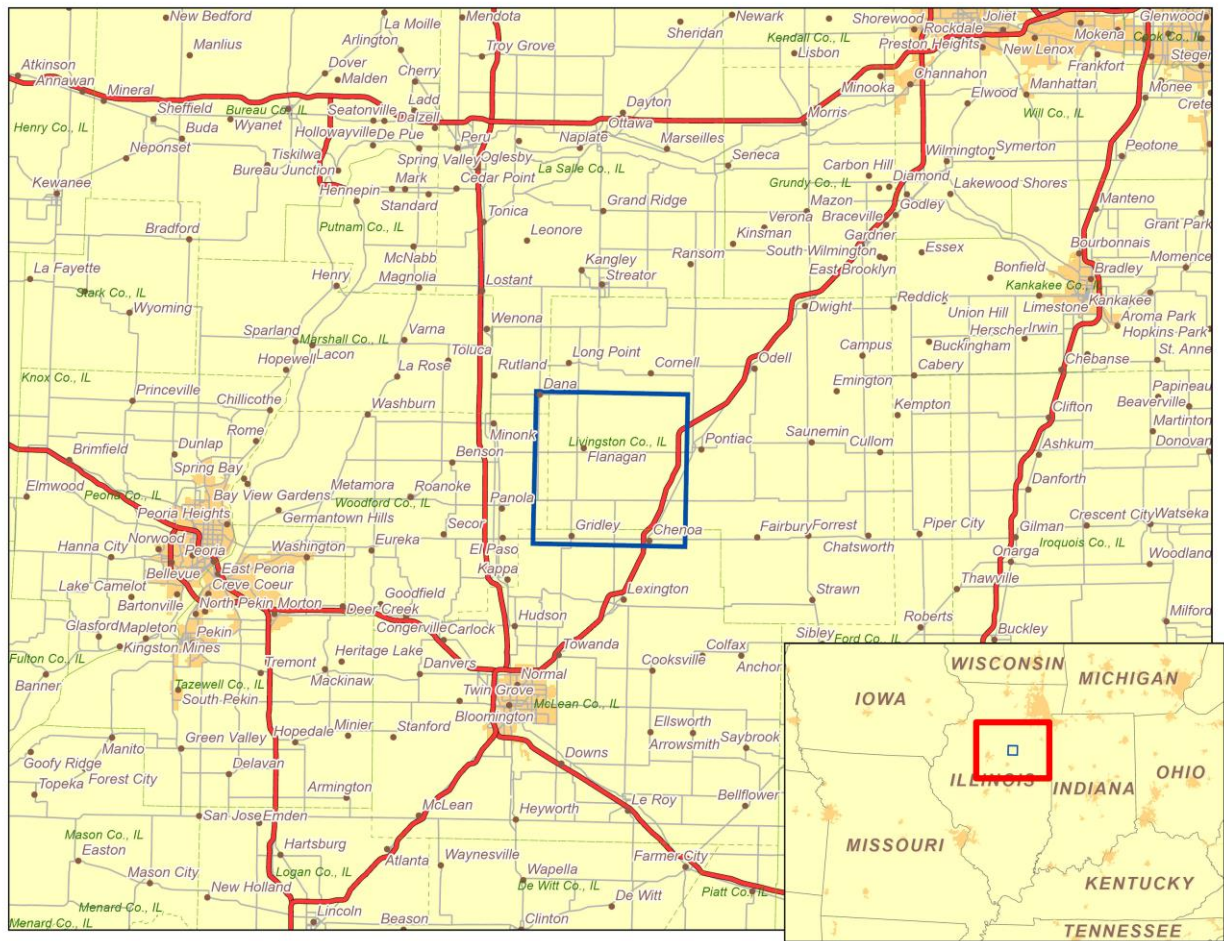 New Bedford
La Moille
Mendota
Newark
Shorewood
Joliet
Glenwood
Manlius
Arlington
Troy Grove
Sheridan
Kendall Co., IL
Rockdale
Mokena
Cook Co., IL
Preston Heights
New Lenox
Steger
Lisbon
Atkinson
Dover
Cherry
Frankfort
Annawan
Malden
Channahon
Mineral
Ladd
Dayton
Minooka
Elwood
Manhattan
Monee
Sheffield
Bureau Co., IL
Seatonville
Dalzell
Ottawa
Morris
Will Co., IL
Crete
Henry Co., IL
Buda
Wyanet
Hollowayville
De Pue
Peru
Naplate
Marseilles
Neponset
Tiskilwa
Spring Valley
Oglesby
Seneca
Wilmington
Symerton
Peotone
Bureau Junction
Mark
Cedar Point
La Salle Co., IL
Carbon Hill
Diamond
Kewanee
Hennepin
Grundy Co., IL
Lakewood Shores
Standard
Mazon
Godley
Manteno
Bradford
Putnam Co., IL
Tonica
Grand Ridge
Verona
Braceville
Grant Park
Leonore
Kinsman
Gardner
McNabb
Ransom
South Wilmington
Essex
Bourbonnais
La Fayette
Henry
Magnolia
Kangley
East Brooklyn
Bonfield
Bradley
Momence
Stark Co., IL
Lostant
Streator
Kankakee Co., IL
Wyoming
Dwight
Reddick
Limestone
Kankakee
Sparland
Varna
Wenona
Union Hill
Aroma Park
Marshall Co., IL
Herscher
Irwin
Hopkins Park
Hopewell
Lacon
Toluca
Long Point
Cornell
Odell
Campus
Buckingham
Chebanse
St. Anne
Knox Co., IL
La Rose
Rutland
Cabery
Princeville
Dana
Emington
Papineau
Chillicothe
Washburn
Kempton
Clifton
Beaverville
Rome
Minonk
Livingston Co., IL
Pontiac
Saunemin
Cullom
Martinton
Brimfield
Dunlap
Benson
Flanagan
Ashkum
Donovan
Spring Bay
Elmwood
Peoria Co., IL
Bay View Gardens
Metamora
Roanoke
Danforth
Peoria Heights
Woodford Co., IL
Panola
Germantown Hills
Crescent City
Watseka
Norwood
Secor
Gridley
Chenoa
Fairbury
Forrest
Piper City
Gilman
Hanna City
Peoria
Washington
Eureka
El Paso
Chatsworth
Onarga
Iroquois Co., IL
Bellevue
East Peoria
Kappa
Woodland
Lake Camelot
Creve Coeur
Goodfield
Lexington
Thawville
Bartonville
North Pekin
Morton
Deer Creek
Hudson
Strawn
Roberts
Milford
Glasford
Mapleton
Pekin
Congerville
Carlock
Sibley
Ford Co., IL
Buckley
Kingston Mines
Towanda
Colfax
Fulton Co., IL
Tremont
Heritage Lake
Danvers
Cooksville
Anchor
Banner
Tazewell Co., IL
Mackinaw
Normal
South Pekin
Twin Grove
McLean Co., IL
Minier
Stanford
Bloomington
Ellsworth
Manito
Green Valley
Hopedale
Arrowsmith
Saybrook
Goofy Ridge
Delavan
Downs
Topeka
Forest City
Armington
McLean
Le Roy
Bellflower
San Jose
Emden
Heyworth
Mason Co., IL
Easton
Hartsburg
Atlanta
Waynesville
Farmer City
Mason City
Logan Co., IL
Wapella
New Holland
De Witt Co., IL
De Witt
Piatt Co., IL
Menard Co., IL
Menard Co., IL
Lincoln
Beason
Clinton
WISCONSIN
MICHIGAN
IOWA
ILLINOIS
INDIANA
OHIO
MISSOURI
KENTUCKY
TENNESSEE